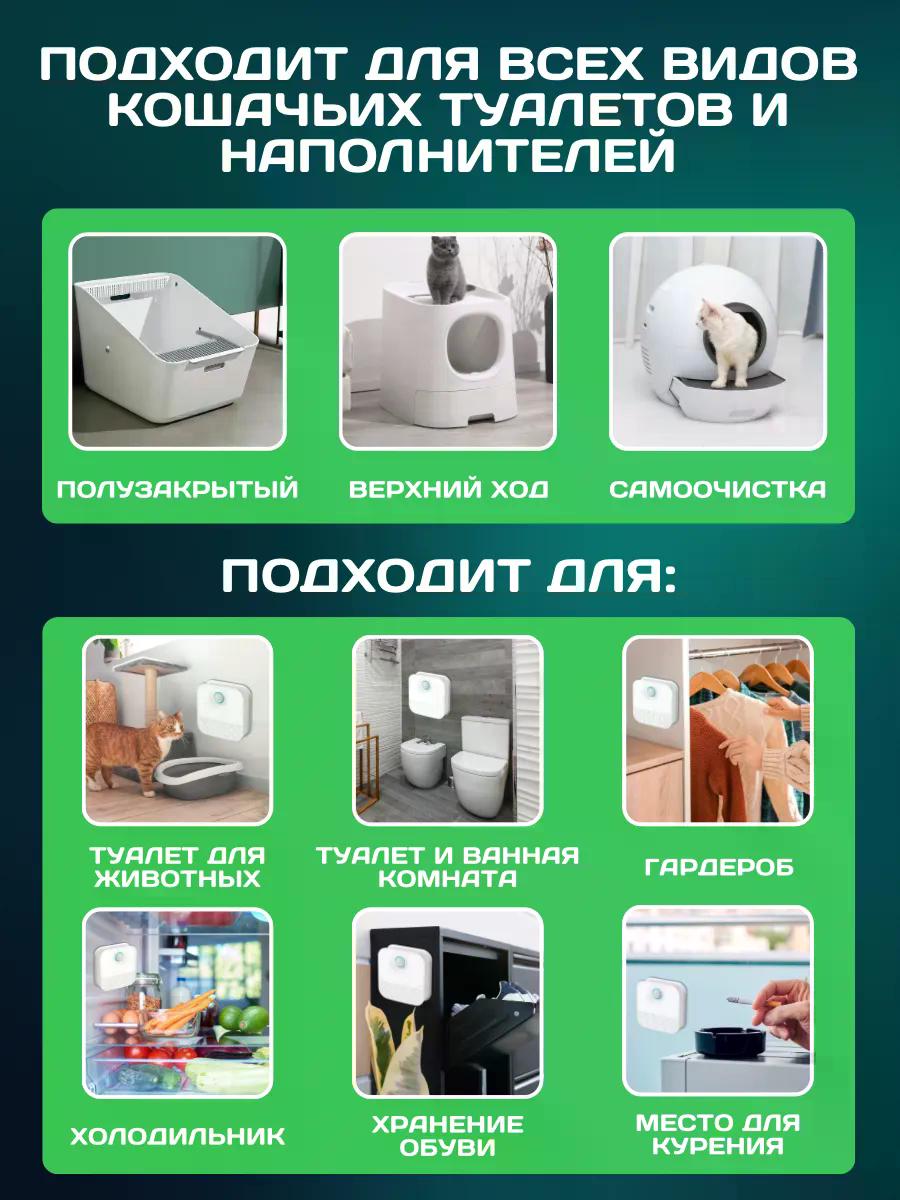 ПОДХОДИТ ДЛЯ ВСЕХ ВИДОВ
КОШАЧЬИХ ТУАЛЕТОВ И
НАПОЛНИТЕЛЕЙ
ПОЛУЗАКРЫТЫЙ
ВЕРХНИЙ ХОД
САМООЧИСТКА
ПОДХОДИТ ДЛЯ:
ТУАЛЕТ ДЛЯ
ЖИВОТНЫХ
ТУАЛЕТ И ВАННАЯ
КОМНАТА
ГАРДЕРОБ
ХОЛОДИЛЬНИК
ХРАНЕНИЕ
ОБУВИ
МЕСТО ДЛЯ
КУРЕНИЯ